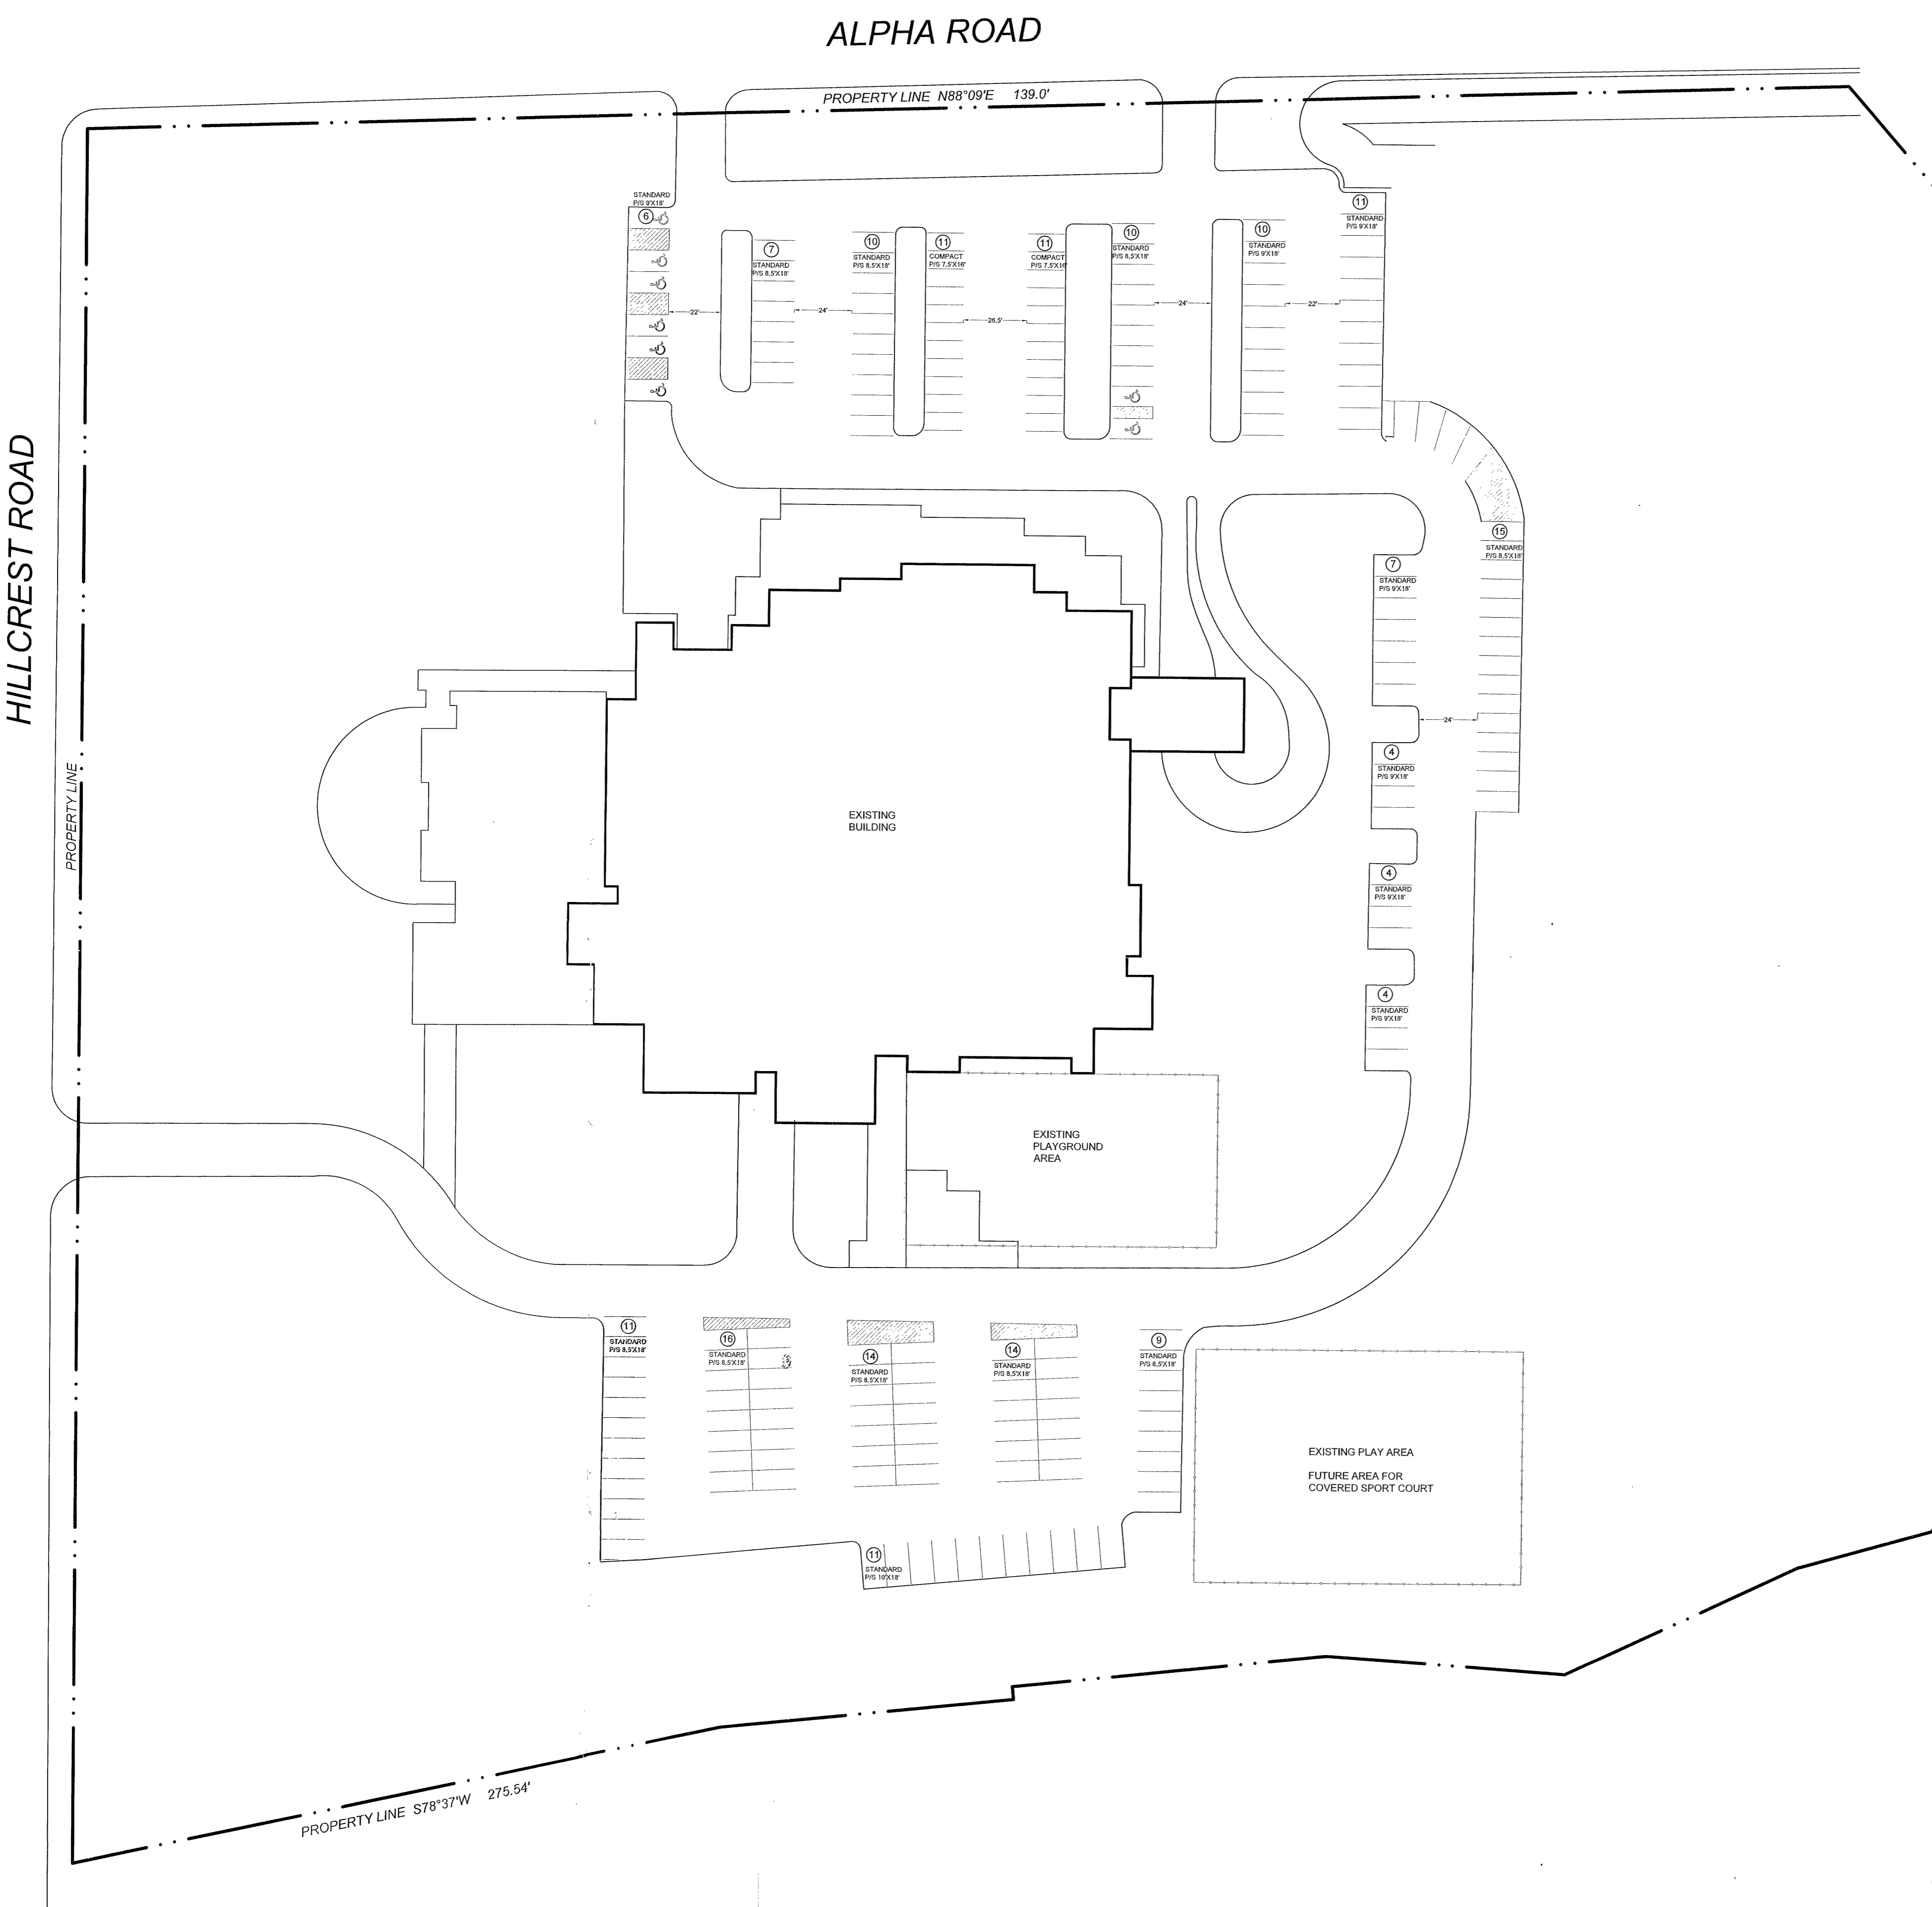 ALPHA ROAD
PROPERTY LINE N88°09'E 139.0'
HILLCREST ROAD
PROPERTY LINE
STANDARD
P/S 9'X18'
6
7
STANDARD
P/S 8.5'X18'
10
STANDARD
P/S 8.5'X18'
11
COMPACT
P/S 7.5'X16'
11
COMPACT
P/S 7.5'X16'
10
STANDARD
P/S 8.5'X18'
10
STANDARD
P/S 9'X18'
11
STANDARD
P/S 9'X18'
22'
24'
26.5'
24'
22'
15
STANDARD
P/S 8.5'X18'
7
STANDARD
P/S 9'X18'
24'
4
STANDARD
P/S 9'X18'
4
STANDARD
P/S 9'X18'
4
STANDARD
P/S 9'X18'
EXISTING
BUILDING
EXISTING
PLAYGROUND
AREA
11
STANDARD
P/S 8.5'X18'
16
STANDARD
P/S 8.5'X18'
14
STANDARD
P/S 8.5'X18'
14
STANDARD
P/S 8.5'X18'
9
STANDARD
P/S 8.5'X18'
11
STANDARD
P/S 10'X18'
EXISTING PLAY AREA
FUTURE AREA FOR
COVERED SPORT COURT
PROPERTY LINE S78°37'W 275.54'